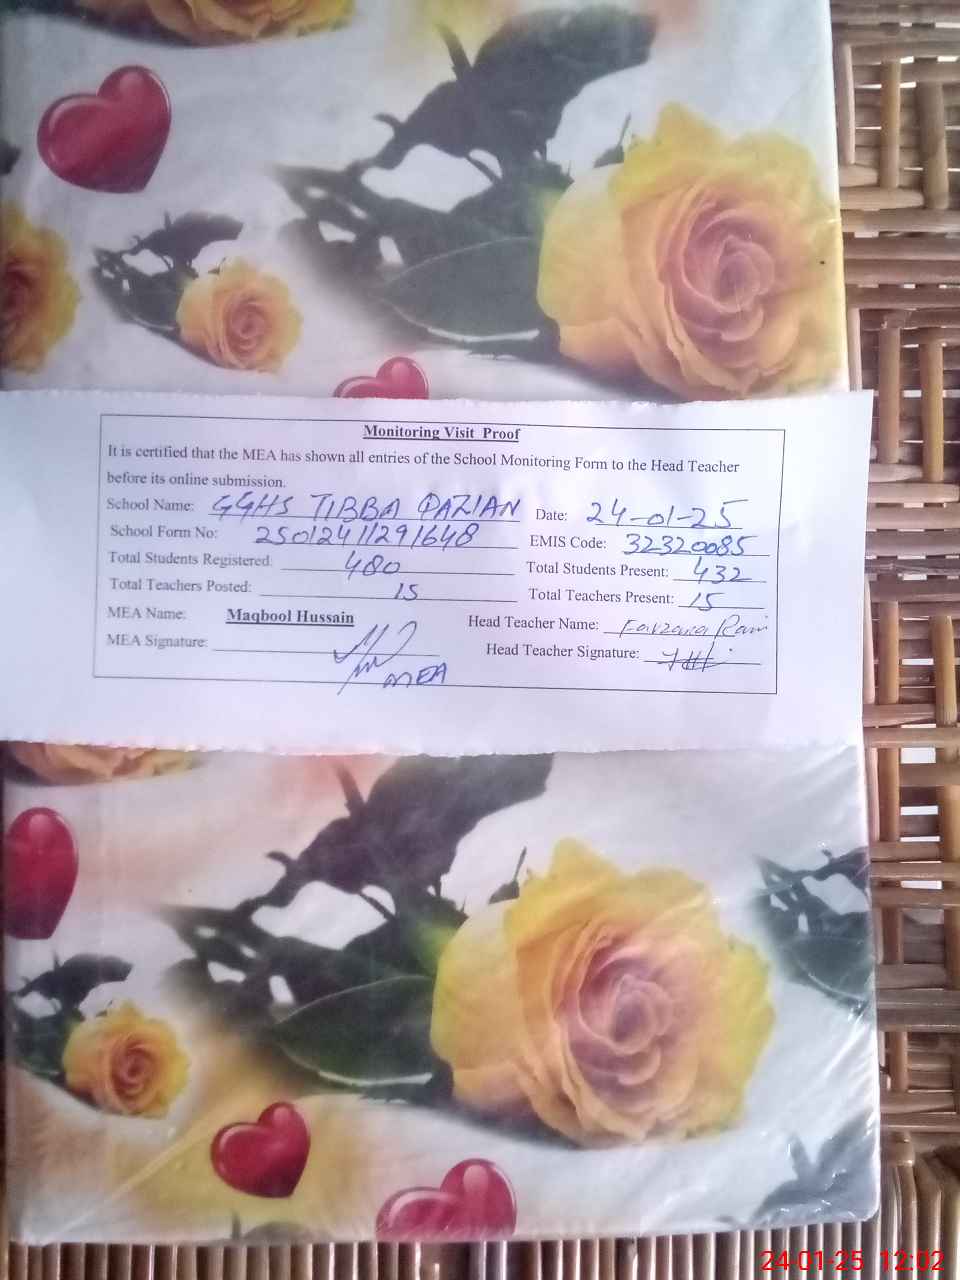 Monitoring Visit Proof
It is certified that the MEA has shown all entries of the School Monitoring Form to the Head Teacher
before its online submission.
School Name: GGHS TIBBA QAZIAN Date: 24-01-25
School Form No: 25012411291648 EMIS Code: 32320085
Total Students Registered: 480 Total Students Present: 432
Total Teachers Posted: 15 Total Teachers Present: 15
MEA Name: Maqbool Hussain Head Teacher Name: Farzana
MEA Signature: Head Teacher Signature:
MEA
24-01-25 12:02